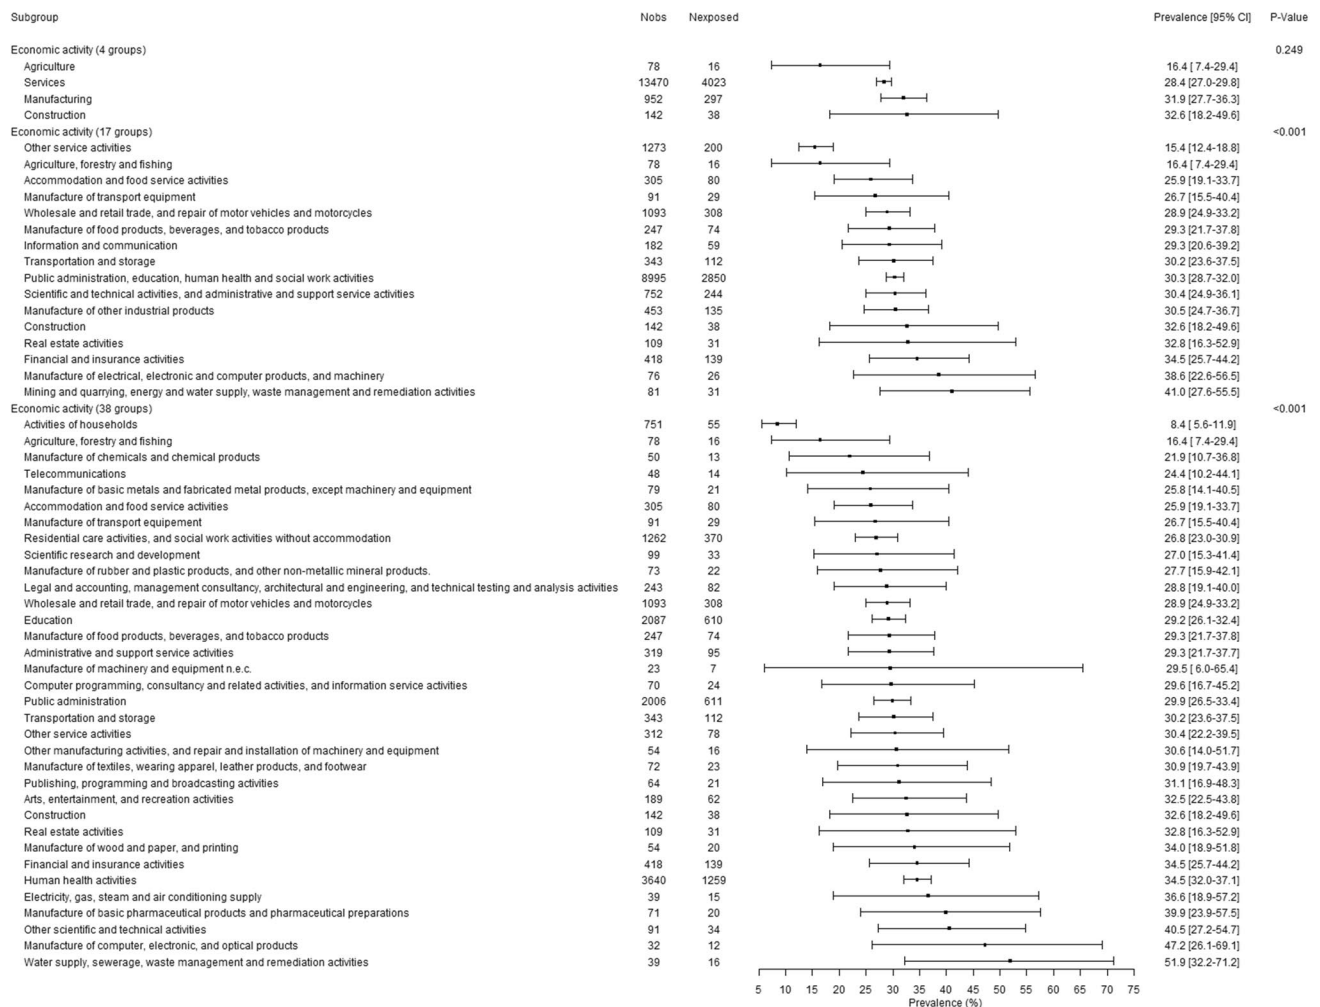 Subgroup Nobs Nexposed Prevalence [95% CI] P-Value
Economic activity (4 groups) 0.249
Agriculture 78 16 16.4 [ 7.4-29.4]
Services 13470 4023 28.4 [27.0-29.8]
Manufacturing 952 297 31.9 [27.7-36.3]
Construction 142 38 32.6 [18.2-49.6]
Economic activity (17 groups) <0.001
Other service activities 1273 200 15.4 [12.4-18.8]
Agriculture, forestry and fishing 78 16 16.4 [ 7.4-29.4]
Accommodation and food service activities 305 80 25.9 [19.1-33.7]
Manufacture of transport equipment 91 29 26.7 [15.5-40.4]
Wholesale and retail trade, and repair of motor vehicles and motorcycles 1093 308 28.9 [24.9-33.2]
Manufacture of food products, beverages, and tobacco products 247 74 29.3 [21.7-37.8]
Information and communication 182 59 29.3 [20.6-39.2]
Transportation and storage 343 112 30.2 [23.6-37.5]
Public administration, education, human health and social work activities 8995 2850 30.3 [28.7-32.0]
Scientific and technical activities, and administrative and support service activities 752 244 30.4 [24.9-36.1]
Manufacture of other industrial products 453 135 30.5 [24.7-36.7]
Construction 142 38 32.6 [18.2-49.6]
Real estate activities 109 31 32.8 [16.3-52.9]
Financial and insurance activities 418 139 34.5 [25.7-44.2]
Manufacture of electrical, electronic and computer products, and machinery 76 26 38.6 [22.6-56.5]
Mining and quarrying, energy and water supply, waste management and remediation activities 81 31 41.0 [27.6-55.5]
Economic activity (38 groups) <0.001
Activities of households 751 55 8.4 [ 5.6-11.9]
Agriculture, forestry and fishing 78 16 16.4 [ 7.4-29.4]
Manufacture of chemicals and chemical products 50 13 21.9 [10.7-36.8]
Telecommunications 48 14 24.4 [10.2-44.1]
Manufacture of basic metals and fabricated metal products, except machinery and equipment 79 21 25.8 [14.1-40.5]
Accommodation and food service activities 305 80 25.9 [19.1-33.7]
Manufacture of transport equipement 91 29 26.7 [15.5-40.4]
Residential care activities, and social work activities without accommodation 1262 370 26.8 [23.0-30.9]
Scientific research and development 99 33 27.0 [15.3-41.4]
Manufacture of rubber and plastic products, and other non-metallic mineral products. 73 22 27.7 [15.9-42.1]
Legal and accounting, management consultancy, architectural and engineering, and technical testing and analysis activities 243 82 28.8 [19.1-40.0]
Wholesale and retail trade, and repair of motor vehicles and motorcycles 1093 308 28.9 [24.9-33.2]
Education 2087 610 29.2 [26.1-32.4]
Manufacture of food products, beverages, and tobacco products 247 74 29.3 [21.7-37.8]
Administrative and support service activities 319 95 29.3 [21.7-37.7]
Manufacture of machinery and equipment n.e.c. 23 7 29.5 [ 6.0-65.4]
Computer programming, consultancy and related activities, and information service activities 70 24 29.6 [16.7-45.2]
Public administration 2006 611 29.9 [26.5-33.4]
Transportation and storage 343 112 30.2 [23.6-37.5]
Other service activities 312 78 30.4 [22.2-39.5]
Other manufacturing activities, and repair and installation of machinery and equipment 54 16 30.6 [14.0-51.7]
Manufacture of textiles, wearing apparel, leather products, and footwear 72 23 30.9 [19.7-43.9]
Publishing, programming and broadcasting activities 64 21 31.1 [16.9-48.3]
Arts, entertainment, and recreation activities 189 62 32.5 [22.5-43.8]
Construction 142 38 32.6 [18.2-49.6]
Real estate activities 109 31 32.8 [16.3-52.9]
Manufacture of wood and paper, and printing 54 20 34.0 [18.9-51.8]
Financial and insurance activities 418 139 34.5 [25.7-44.2]
Human health activities 3640 1259 34.5 [32.0-37.1]
Electricity, gas, steam and air conditioning supply 39 15 36.6 [18.9-57.2]
Manufacture of basic pharmaceutical products and pharmaceutical preparations 71 20 39.9 [23.9-57.5]
Other scientific and technical activities 91 34 40.5 [27.2-54.7]
Manufacture of computer, electronic, and optical products 32 12 47.2 [26.1-69.1]
Water supply, sewerage, waste management and remediation activities 39 16 51.9 [32.2-71.2]
5 10 15 20 25 30 35 40 45 50 55 60 65 70 75
Prevalence (%)